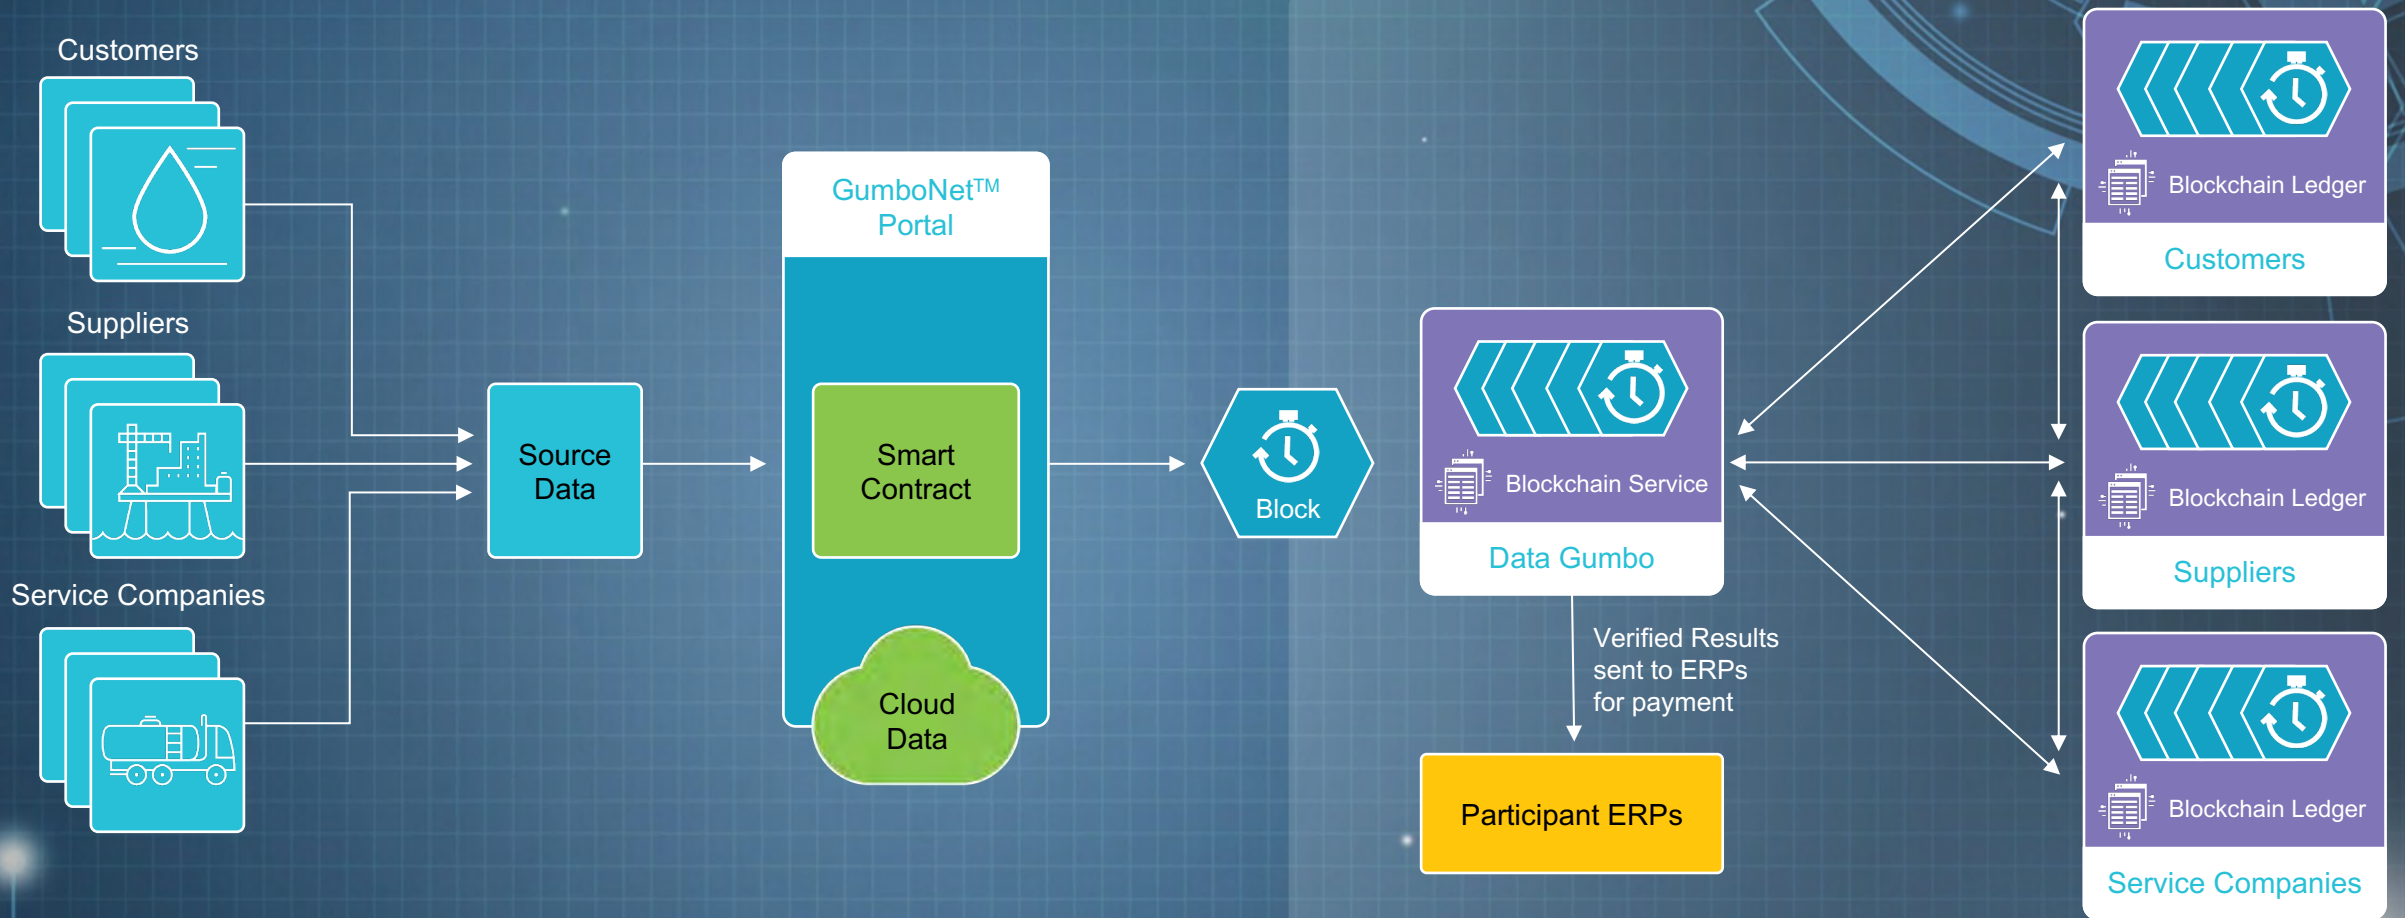 Customers
Suppliers
Service Companies
Source
Data
GumboNet™
Portal
Smart
Contract
Cloud
Data
Block
Blockchain Service
Data Gumbo
Verified Results
sent to ERPs
for payment
Participant ERPs
Blockchain Ledger
Customers
Blockchain Ledger
Suppliers
Blockchain Ledger
Service Companies